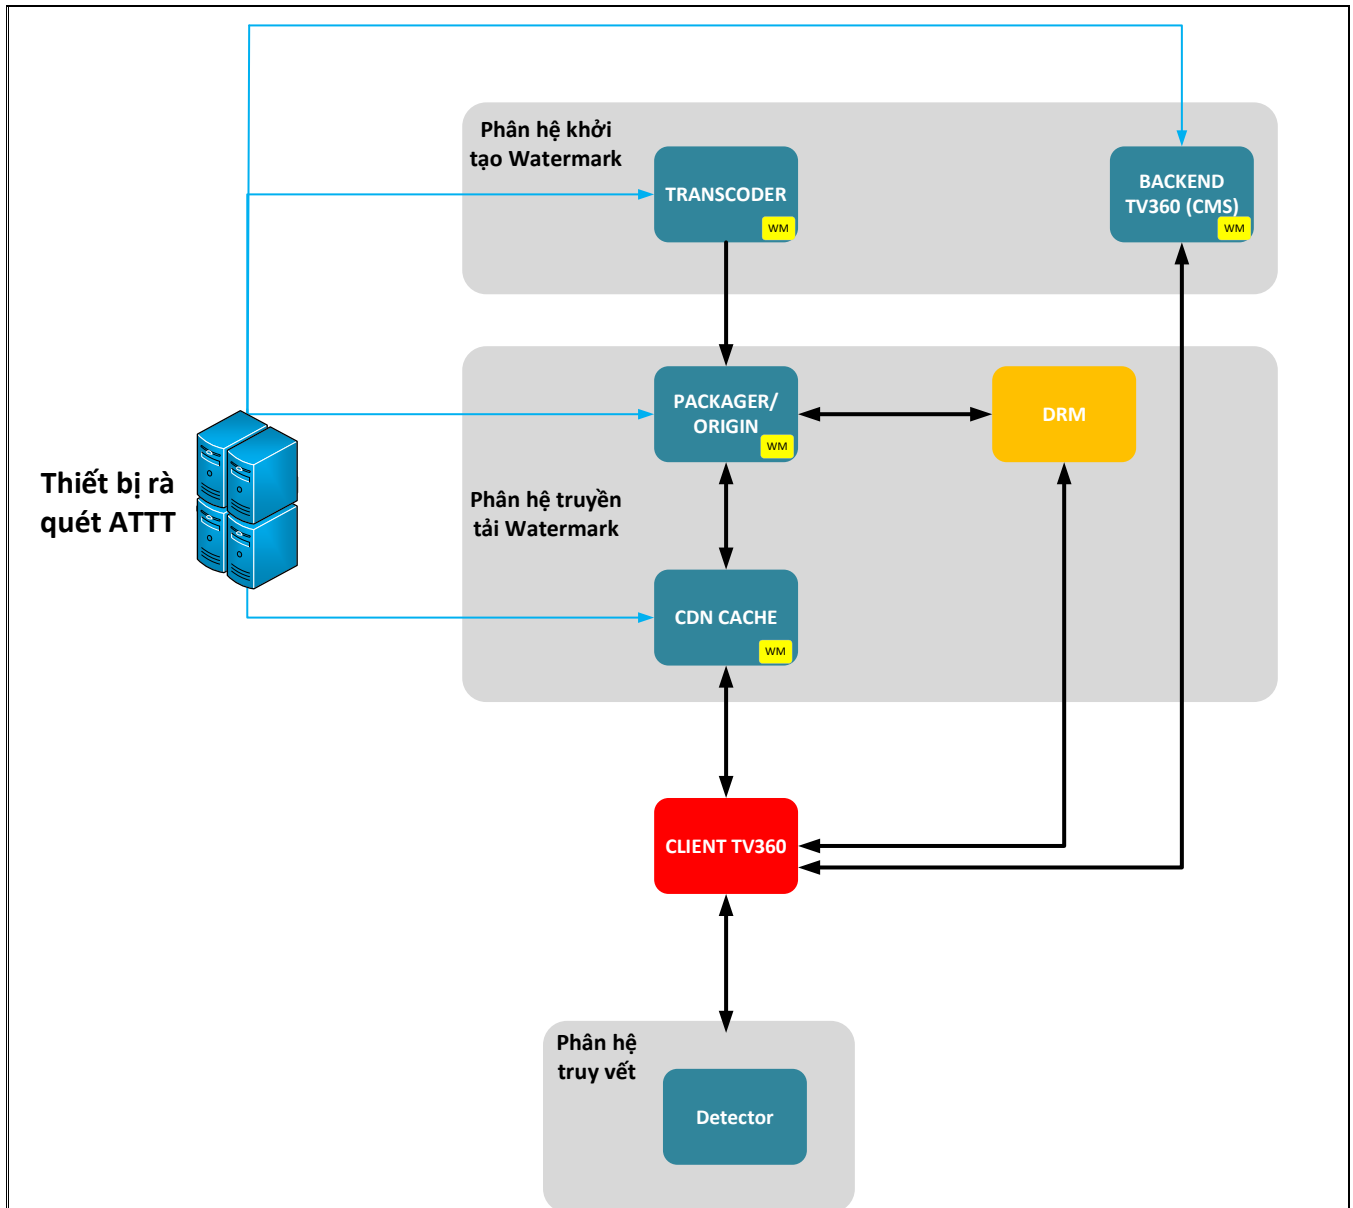 Phân hệ khởi
tạo Watermark
TRANSCODER
WM
BACKEND
TV360 (CMS)
WM
Thiết bị rà
quét ATTT
Phân hệ truyền
tải Watermark
PACKAGER/
ORIGIN
WM
DRM
CDN CACHE
WM
CLIENT TV360
Phân hệ
truy vết
Detector